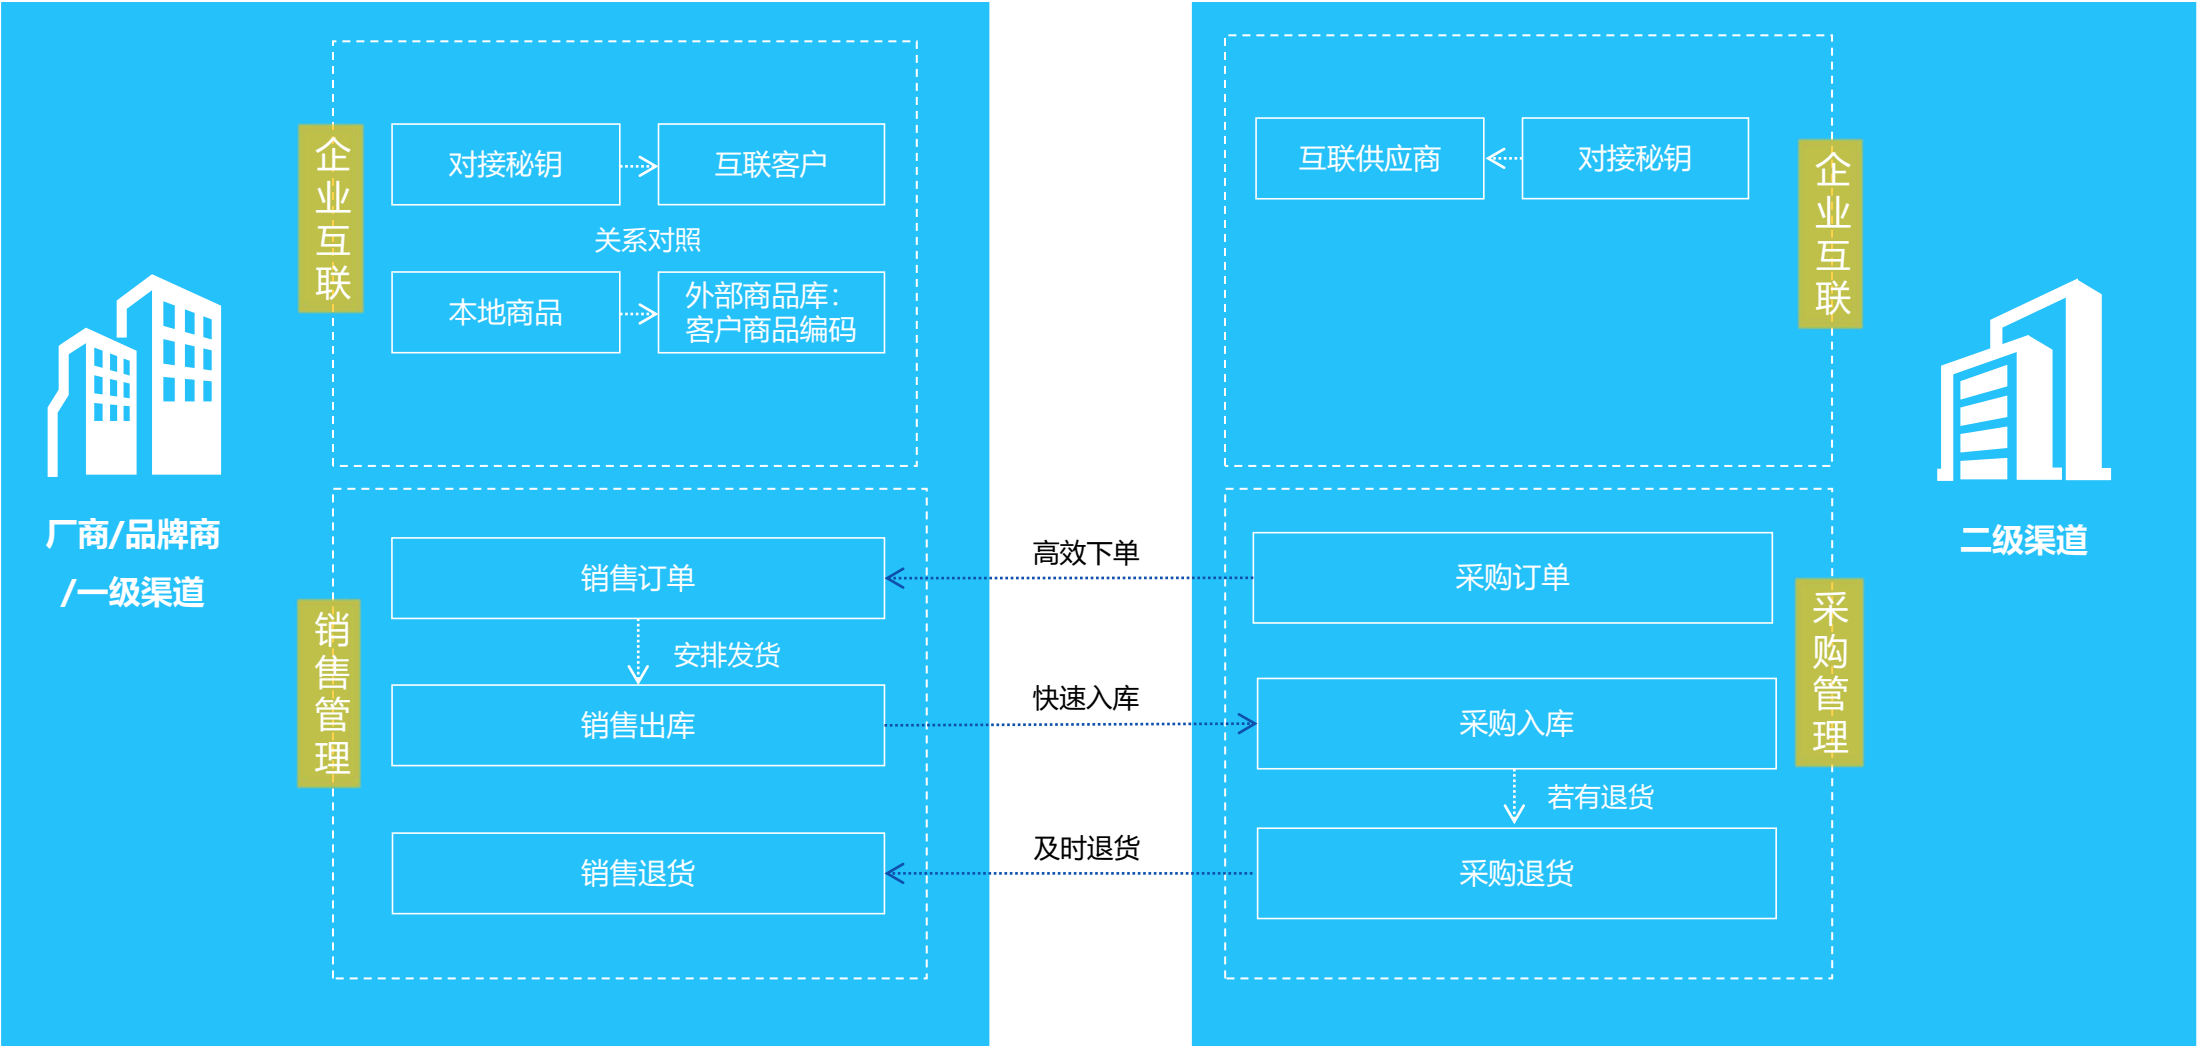 厂商/品牌商
/一级渠道
企业互联
对接秘钥
互联客户
关系对照
本地商品
外部商品库：
客户商品编码
销售管理
销售订单
安排发货
销售出库
销售退货
高效下单
快速入库
及时退货
互联供应商
对接秘钥
企业互联
采购订单
采购入库
若有退货
采购退货
采购管理
二级渠道